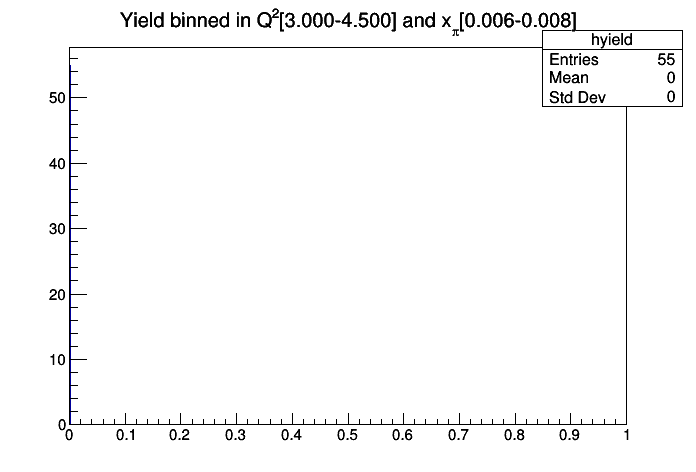 Yield binned in Q²[3.000-4.500] and xπ[0.006-0.008]
hyield
Entries 55
Mean 0
Std Dev 0
50
40
30
20
10
0
0 0.1 0.2 0.3 0.4 0.5 0.6 0.7 0.8 0.9 1